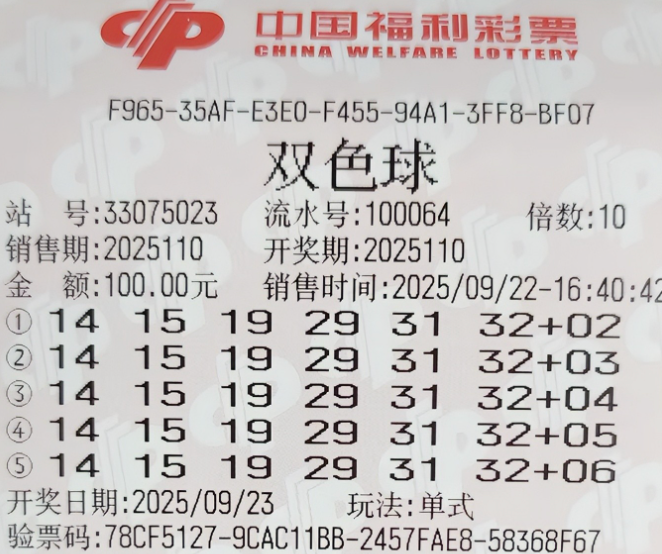 中国福利彩票
CHINA WELFARE LOTTERY
F965-35AF-E3E0-F455-94A1-3FF8-BF07
双色球
站 号:33075023 流水号:100064 倍数:10
销售期:2025110 开奖期:2025110
金 额:100.00元 销售时间:2025/09/22-16:40:42
① 14 15 19 29 31 32+02
② 14 15 19 29 31 32+03
③ 14 15 19 29 31 32+04
④ 14 15 19 29 31 32+05
⑤ 14 15 19 29 31 32+06
开奖日期:2025/09/23 玩法:单式
验票码:78CF5127-9CAC11BB-2457FAE8-58368F67